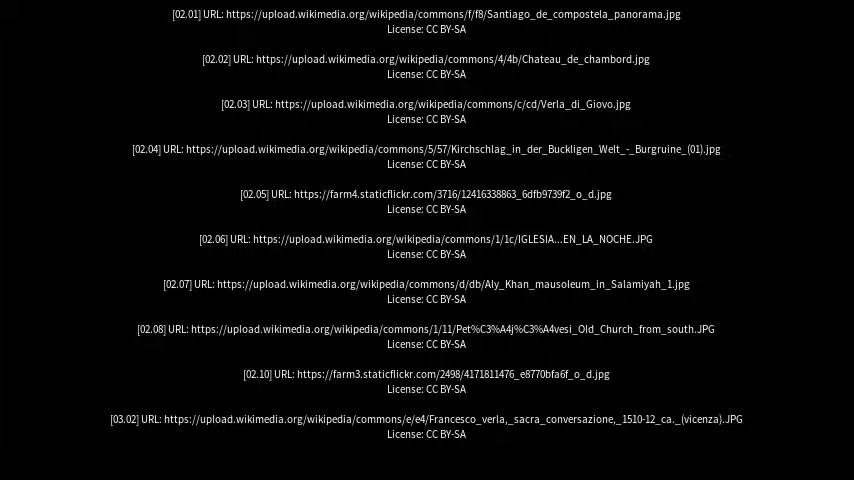 [02.01] URL: https://upload.wikimedia.org/wikipedia/commons/f/f8/Santiago_de_compostela_panorama.jpg
License: CC BY-SA
[02.02] URL: https://upload.wikimedia.org/wikipedia/commons/4/4b/Chateau_de_chambord.jpg
License: CC BY-SA
[02.03] URL: https://upload.wikimedia.org/wikipedia/commons/c/cd/Verla_di_Giovo.jpg
License: CC BY-SA
[02.04] URL: https://upload.wikimedia.org/wikipedia/commons/5/57/Kirchschlag_in_der_Buckligen_Welt_-_Burgruine_(01).jpg
License: CC BY-SA
[02.05] URL: https://farm4.staticflickr.com/3716/12416338863_6dfb9739f2_o_d.jpg
License: CC BY-SA
[02.06] URL: https://upload.wikimedia.org/wikipedia/commons/1/1c/IGLESIA...EN_LA_NOCHE.JPG
License: CC BY-SA
[02.07] URL: https://upload.wikimedia.org/wikipedia/commons/d/db/Aly_Khan_mausoleum_in_Salamiyah_1.jpg
License: CC BY-SA
[02.08] URL: https://upload.wikimedia.org/wikipedia/commons/1/11/Pet%C3%A4j%C3%A4vesi_Old_Church_from_south.JPG
License: CC BY-SA
[02.10] URL: https://farm3.staticflickr.com/2498/4171811476_e8770bfa6f_o_d.jpg
License: CC BY-SA
[03.02] URL: https://upload.wikimedia.org/wikipedia/commons/e/e4/Francesco_verla,_sacra_conversazione,_1510-12_ca._(vicenza).JPG
License: CC BY-SA